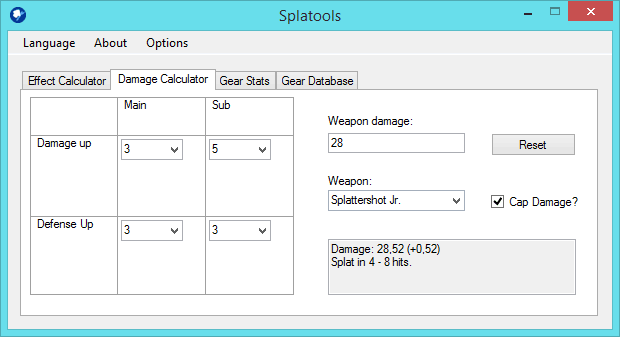 Splatools
Language About Options
Effect Calculator Damage Calculator Gear Stats Gear Database
Main Sub
Damage up 3 5
Defense Up 3 3
Weapon damage:
28 Reset
Weapon:
Splattershot Jr. Cap Damage?
Damage: 28,52 (+0,52)
Splat in 4 - 8 hits.